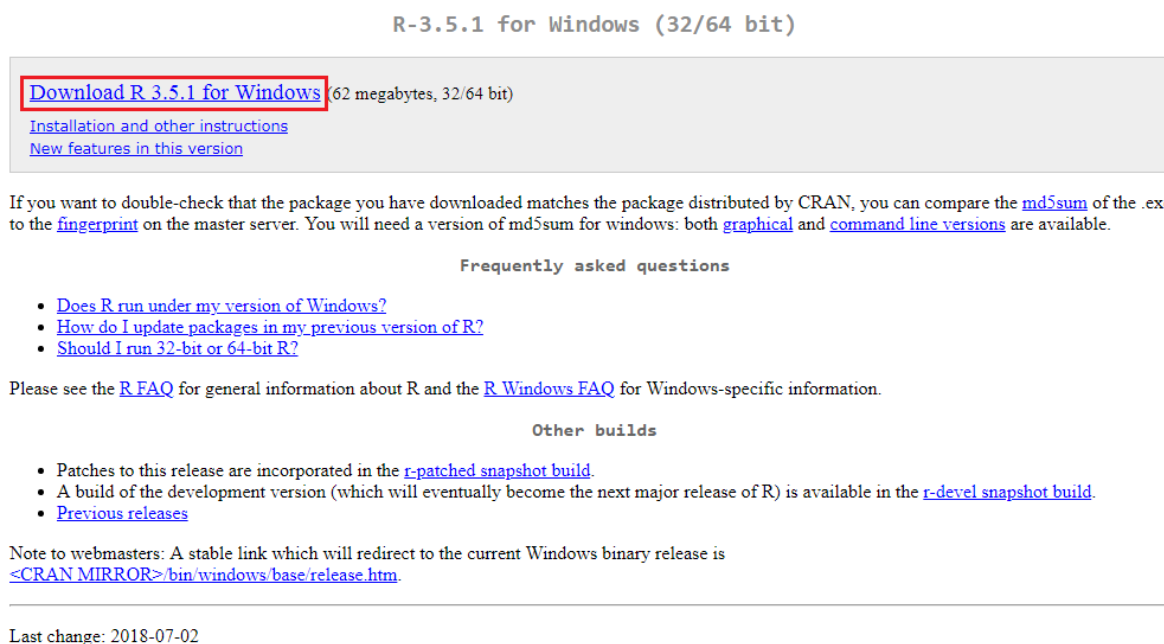 R-3.5.1 for Windows (32/64 bit)
Download R 3.5.1 for Windows (62 megabytes, 32/64 bit)
Installation and other instructions
New features in this version
If you want to double-check that the package you have downloaded matches the package distributed by CRAN, you can compare the md5sum of the .ex
to the fingerprint on the master server. You will need a version of md5sum for windows: both graphical and command line versions are available.
Frequently asked questions
• Does R run under my version of Windows?
• How do I update packages in my previous version of R?
• Should I run 32-bit or 64-bit R?
Please see the R FAQ for general information about R and the R Windows FAQ for Windows-specific information.
Other builds
• Patches to this release are incorporated in the r-patched snapshot build.
• A build of the development version (which will eventually become the next major release of R) is available in the r-devel snapshot build.
• Previous releases
Note to webmasters: A stable link which will redirect to the current Windows binary release is
<CRAN MIRROR>/bin/windows/base/release.htm.
Last change: 2018-07-02